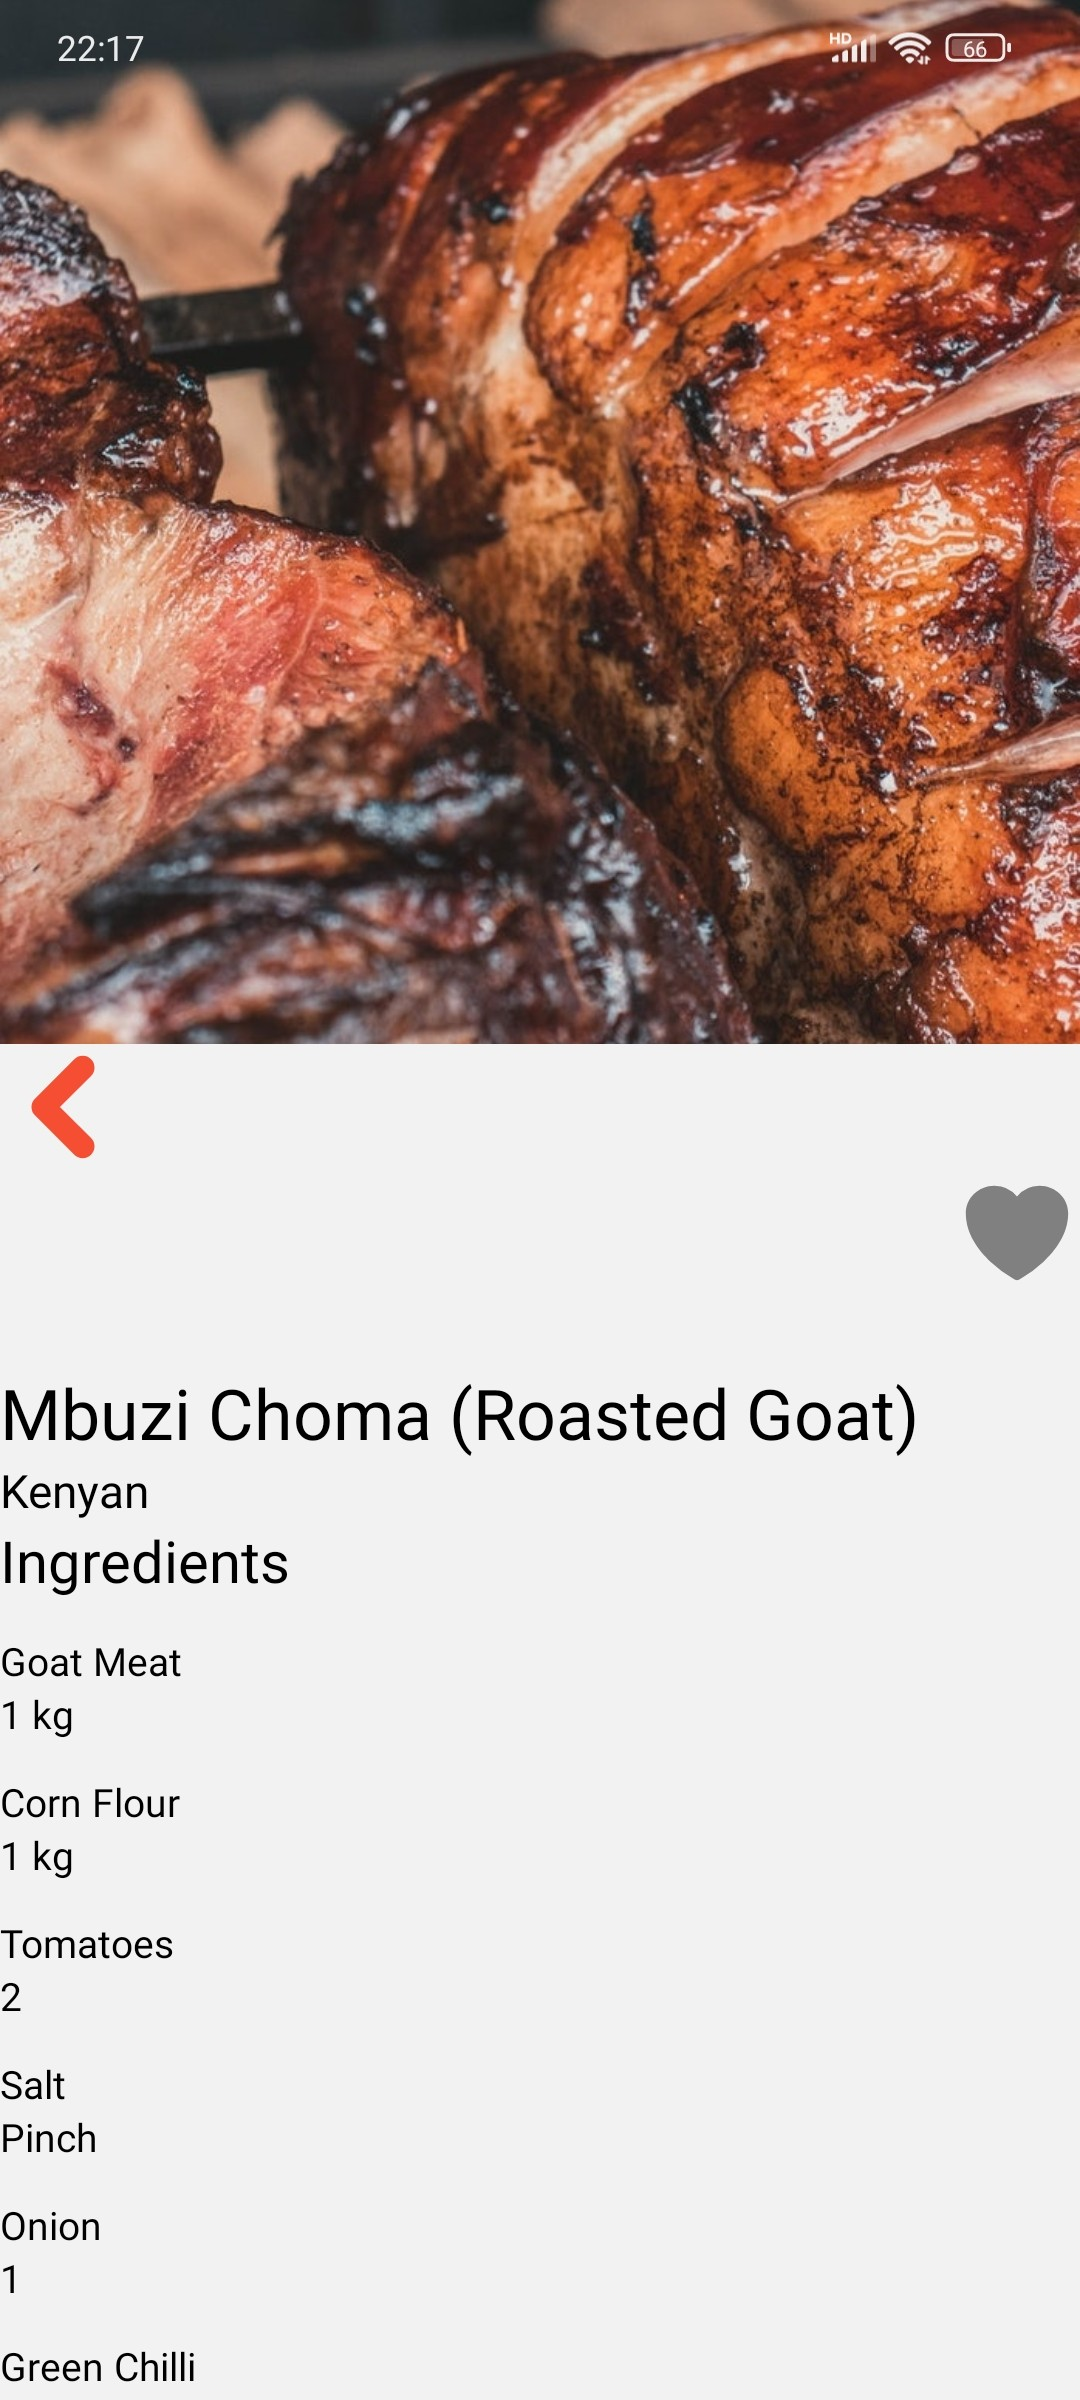 22:17
HD
66
Mbuzi Choma (Roasted Goat)
Kenyan
Ingredients
Goat Meat
1 kg
Corn Flour
1 kg
Tomatoes
2
Salt
Pinch
Onion
1
Green Chilli